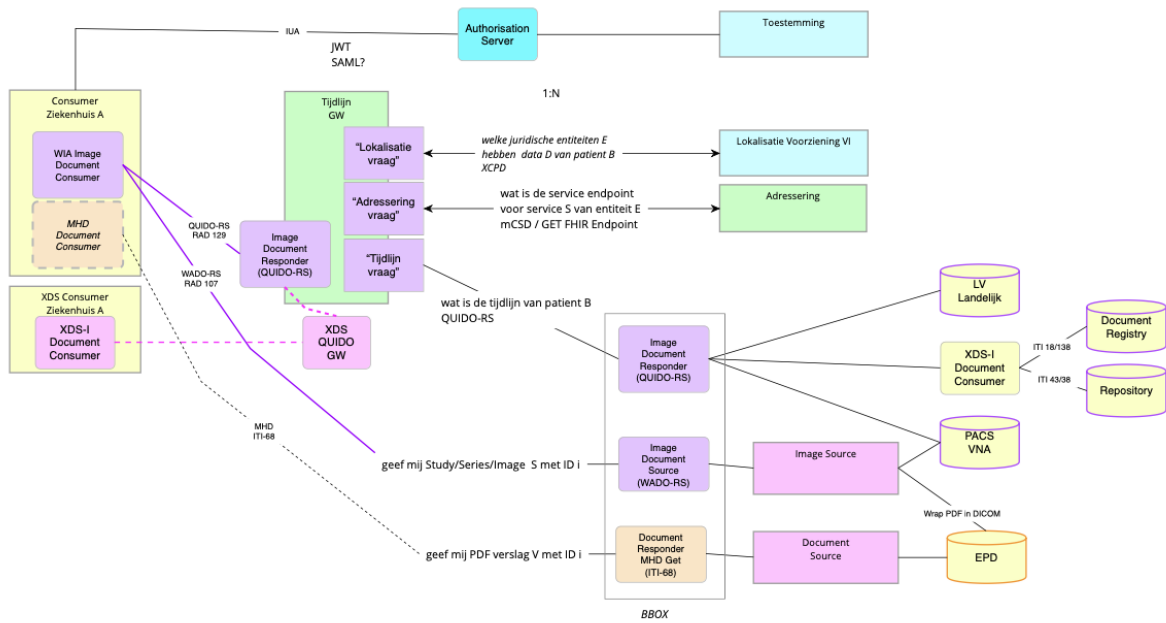 IUA
JWT
SAML?
Authorisation
Server
Toestemming
1:N
Consumer
Ziekenhuis A
WIA Image
Document
Consumer
MHD
Document
Consumer
XDS Consumer
Ziekenhuis A
XDS-I
Document
Consumer
QUIDO-RS
RAD 129
WADO-RS
RAD 107
Tijdlijn
GW
"Lokalisatie
vraag"
"Adressering
vraag"
"Tijdlijn
vraag"
Image
Document
Responder
(QUIDO-RS)
XDS
QUIDO
GW
welke juridische entiteiten E
hebben data D van patient B
XCPD
Lokalisatie Voorziening VI
wat is de service endpoint
voor service S van entiteit E
mCSD / GET FHIR Endpoint
Adressering
wat is de tijdlijn van patient B
QUIDO-RS
Image
Document
Responder
(QUIDO-RS)
LV
Landelijk
XDS-I
Document
Consumer
ITI 18/138
ITI 43/38
Document
Registry
Repository
PACS
VNA
MHD
ITI-68
geef mij Study/Series/Image S met ID i
Image
Document
Source
(WADO-RS)
Image Source
Wrap PDF in DICOM
geef mij PDF verslag V met ID i
Document
Responder
MHD Get
(ITI-68)
Document
Source
EPD
BBOX